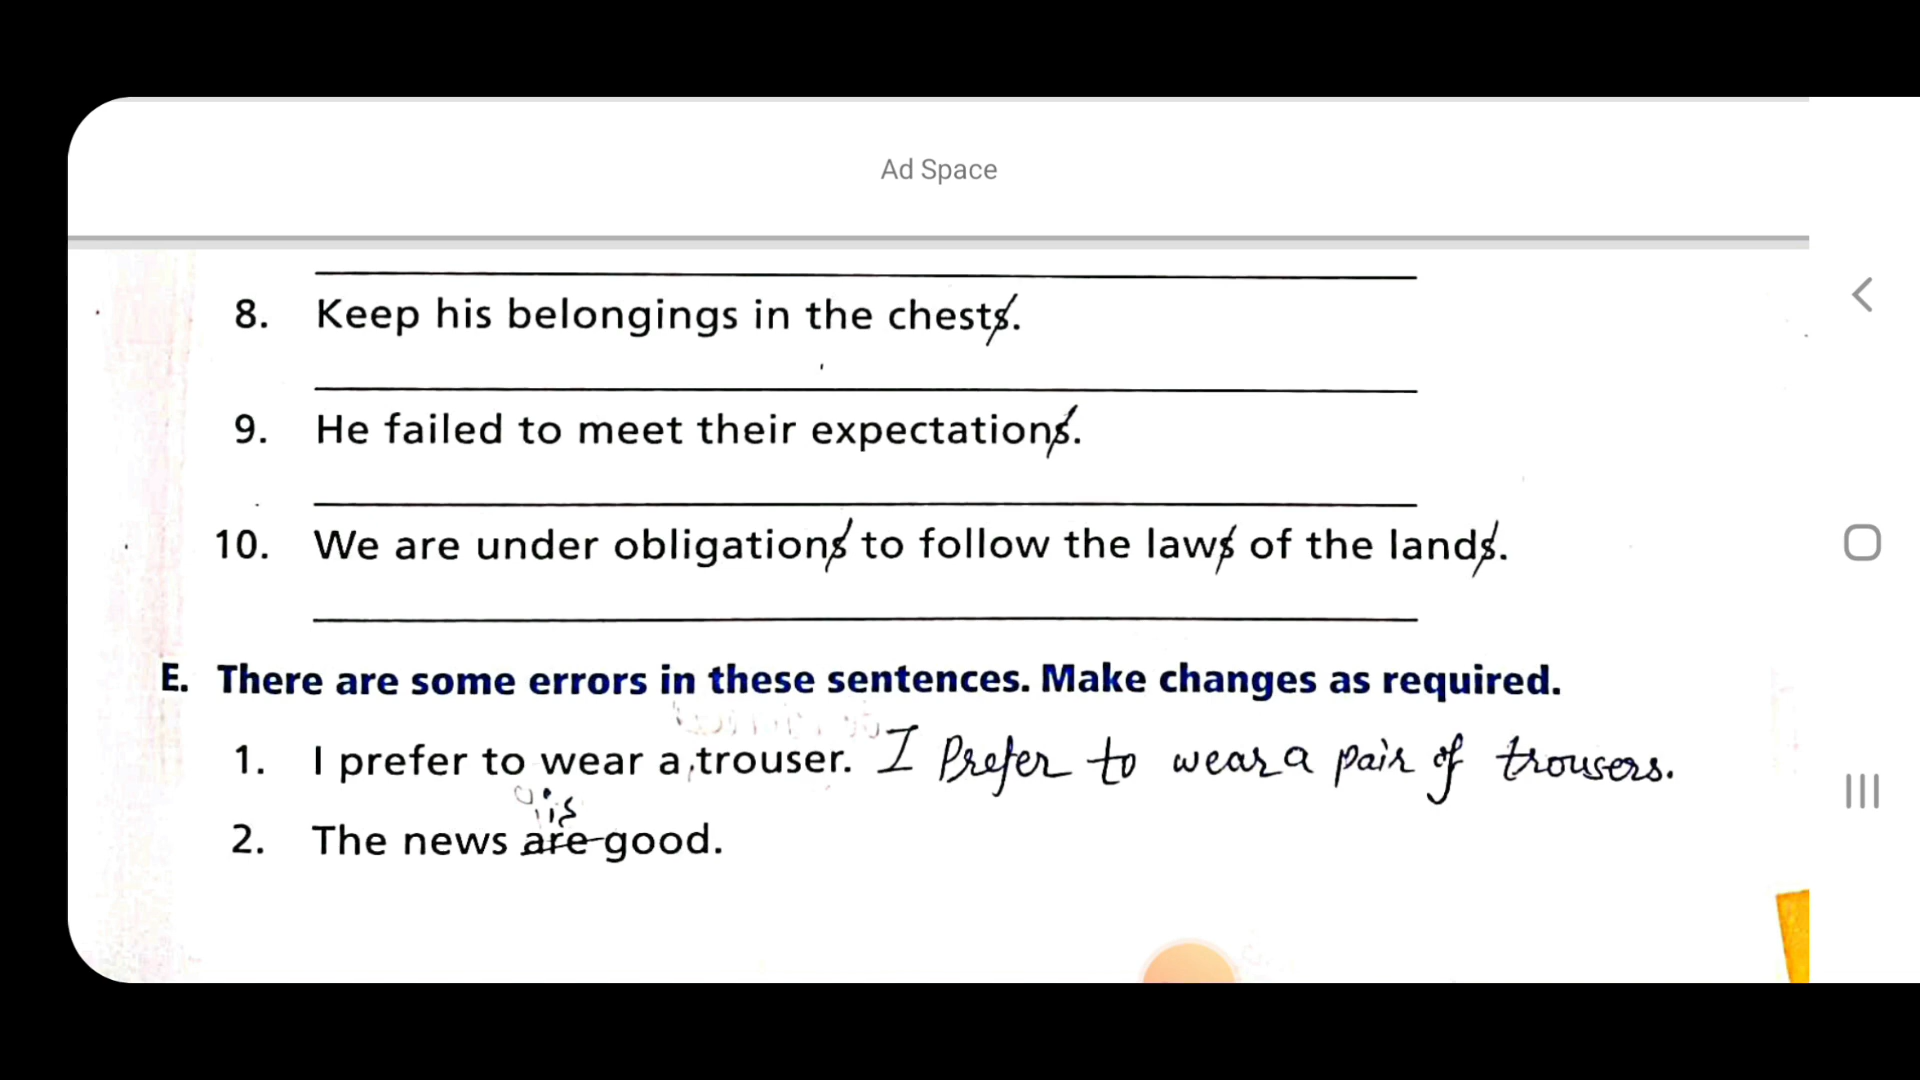 Ad Space
8. Keep his belongings in the chests.
9. He failed to meet their expectations.
10. We are under obligations to follow the laws of the lands.
E. There are some errors in these sentences. Make changes as required.
1. I prefer to wear a trouser. I Prefer to wear a pair of trousers.
is
2. The news are good.